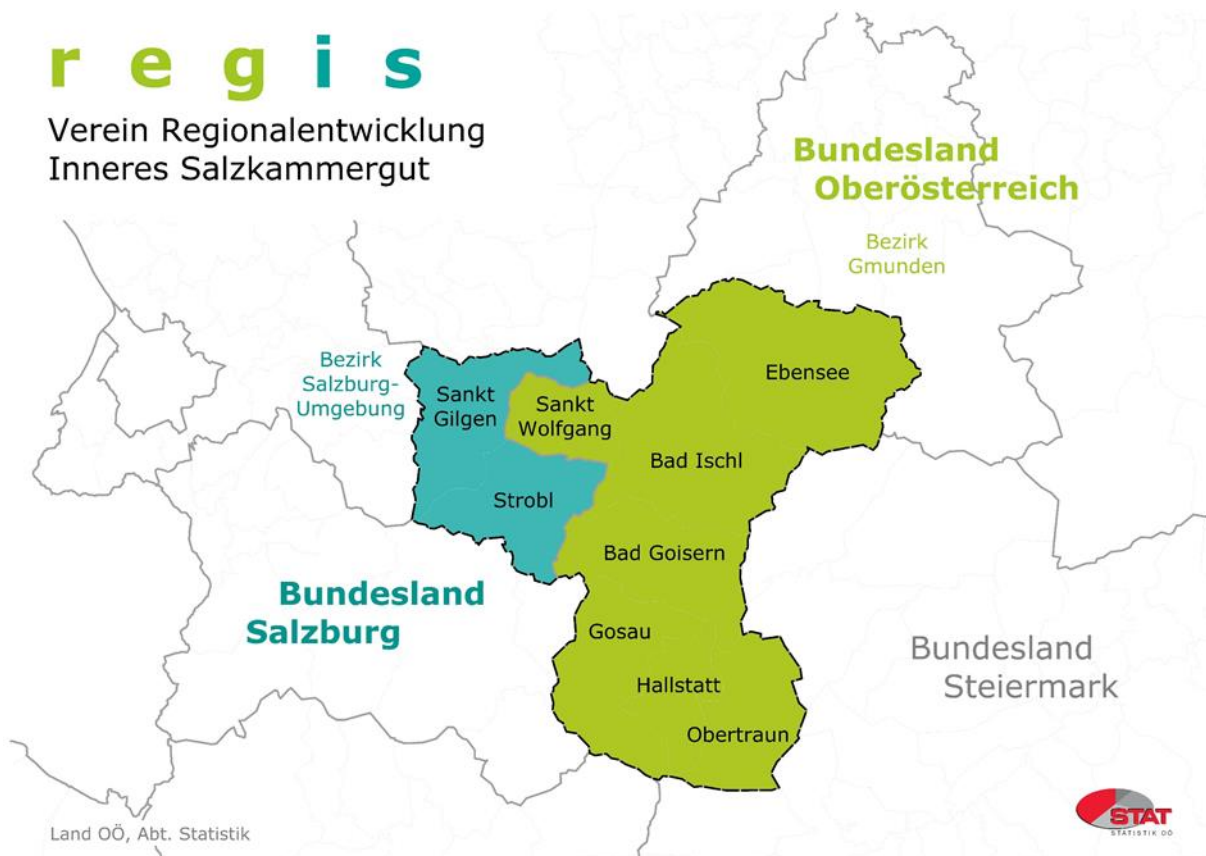 regis
Verein Regionalentwicklung
Inneres Salzkammergut
Bundesland
Oberösterreich
Bezirk
Gmunden
Bezirk
Salzburg-
Umgebung
Sankt
Gilgen
Sankt
Wolfgang
Ebensee
Bad Ischl
Strobl
Bad Goisern
Bundesland
Salzburg
Gosau
Bundesland
Steiermark
Hallstatt
Obertraun
Land OÖ, Abt. Statistik
STAT
STATISTIK OÖ